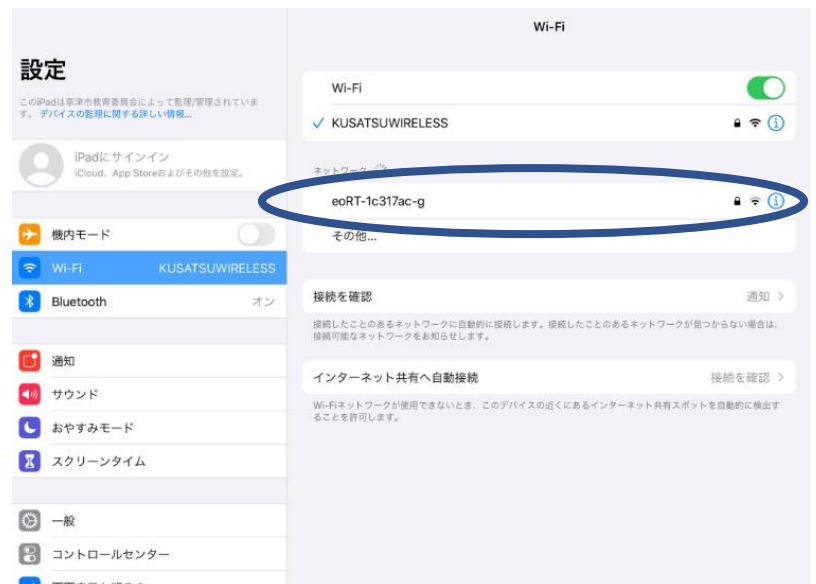 Wi-Fi
設定
このiPadは草津市教育委員会によって監理/管理されていま
す。デバイスの監理に関する詳しい情報...
iPadにサインイン
iCloud、App Storeおよびその他を設定。
機内モード
Wi-Fi KUSATSUWIRELESS
Bluetooth オン
通知
サウンド
おやすみモード
スクリーンタイム
一般
コントロールセンター
Wi-Fi
KUSATSUWIRELESS
ネットワーク
eoRT-1c317ac-g
その他...
接続を確認 通知
接続したことのあるネットワークに自動的に接続します。接続したことのあるネットワークが見つからない場合は、
接続可能なネットワークをお知らせします。
インターネット共有へ自動接続 接続を確認
Wi-Fiネットワークが使用できないとき、このデバイスの近くにあるインターネット共有スポットを自動的に検出す
ることを許可します。